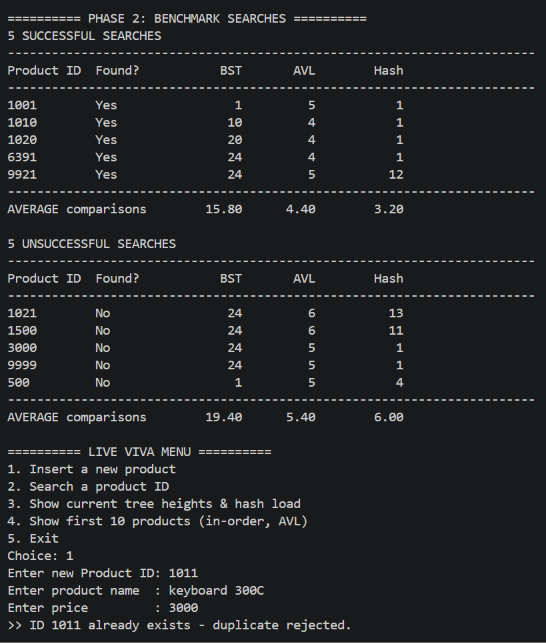 ========== PHASE 2: BENCHMARK SEARCHES ==========
5 SUCCESSFUL SEARCHES
------------------------------------------------------------------------
Product ID  Found?           BST       AVL        Hash
------------------------------------------------------------------------
1001        Yes                1         5           1
1010        Yes               10         4           1
1020        Yes               20         4           1
6391        Yes               24         4           1
9921        Yes               24         5          12
------------------------------------------------------------------------
AVERAGE comparisons        15.80      4.40        3.20

5 UNSUCCESSFUL SEARCHES
------------------------------------------------------------------------
Product ID  Found?           BST       AVL        Hash
------------------------------------------------------------------------
1021        No                24         6          13
1500        No                24         6          11
3000        No                24         5           1
9999        No                24         5           1
500         No                 1         5           4
------------------------------------------------------------------------
AVERAGE comparisons        19.40      5.40        6.00

========== LIVE VIVA MENU ==========
1. Insert a new product
2. Search a product ID
3. Show current tree heights & hash load
4. Show first 10 products (in-order, AVL)
5. Exit
Choice: 1
Enter new Product ID: 1011
Enter product name  : keyboard 300C
Enter price         : 3000
>> ID 1011 already exists - duplicate rejected.